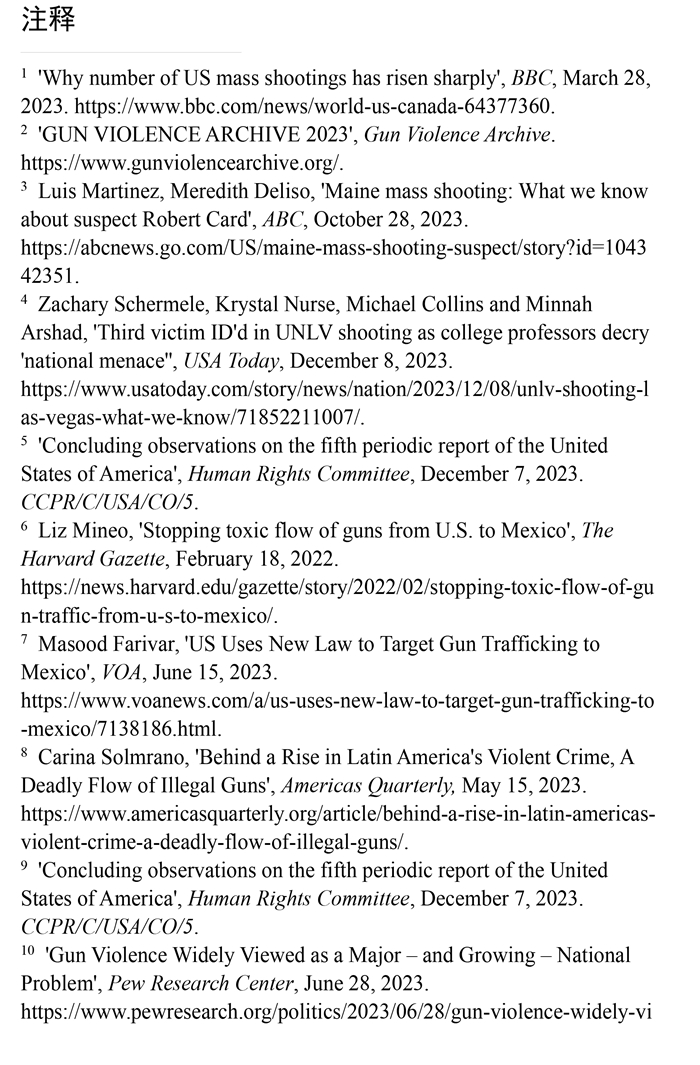 注释
1 'Why number of US mass shootings has risen sharply', BBC, March 28,
2023. https://www.bbc.com/news/world-us-canada-64377360.
2 'GUN VIOLENCE ARCHIVE 2023', Gun Violence Archive.
https://www.gunviolencearchive.org/.
3 Luis Martinez, Meredith Deliso, 'Maine mass shooting: What we know
about suspect Robert Card', ABC, October 28, 2023.
https://abcnews.go.com/US/maine-mass-shooting-suspect/story?id=1043
42351.
4 Zachary Schermele, Krystal Nurse, Michael Collins and Minnah
Arshad, 'Third victim ID'd in UNLV shooting as college professors decry
'national menace'', USA Today, December 8, 2023.
https://www.usatoday.com/story/news/nation/2023/12/08/unlv-shooting-l
as-vegas-what-we-know/71852211007/.
5 'Concluding observations on the fifth periodic report of the United
States of America', Human Rights Committee, December 7, 2023.
CCPR/C/USA/CO/5.
6 Liz Mineo, 'Stopping toxic flow of guns from U.S. to Mexico', The
Harvard Gazette, February 18, 2022.
https://news.harvard.edu/gazette/story/2022/02/stopping-toxic-flow-of-gu
n-traffic-from-u-s-to-mexico/.
7 Masood Farivar, 'US Uses New Law to Target Gun Trafficking to
Mexico', VOA, June 15, 2023.
https://www.voanews.com/a/us-uses-new-law-to-target-gun-trafficking-to
-mexico/7138186.html.
8 Carina Solmrano, 'Behind a Rise in Latin America's Violent Crime, A
Deadly Flow of Illegal Guns', Americas Quarterly, May 15, 2023.
https://www.americasquarterly.org/article/behind-a-rise-in-latin-americas-
violent-crime-a-deadly-flow-of-illegal-guns/.
9 'Concluding observations on the fifth periodic report of the United
States of America', Human Rights Committee, December 7, 2023.
CCPR/C/USA/CO/5.
10 'Gun Violence Widely Viewed as a Major – and Growing – National
Problem', Pew Research Center, June 28, 2023.
https://www.pewresearch.org/politics/2023/06/28/gun-violence-widely-vi